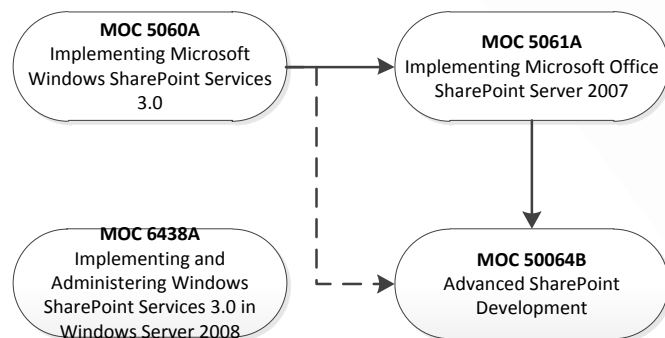 MOC 5060A
Implementing Microsoft
Windows SharePoint Services
3.0
MOC 5061A
Implementing Microsoft Office
SharePoint Server 2007
MOC 6438A
Implementing and
Administering Windows
SharePoint Services 3.0 in
Windows Server 2008
MOC 50064B
Advanced SharePoint
Development